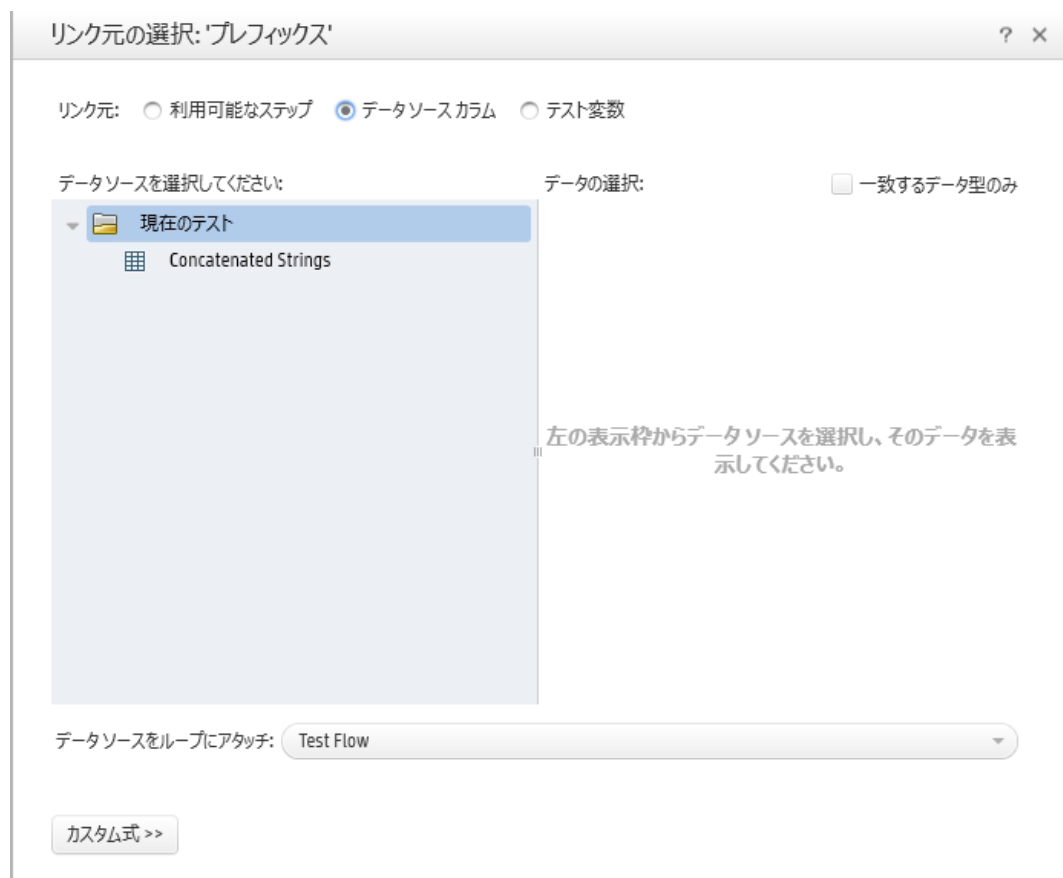 リンク元の選択: 'プレフィックス'
? ×
リンク元: 利用可能なステップ データソース カラム テスト変数
データ ソースを選択してください:
データの選択: 一致するデータ型のみ
現在のテスト
Concatenated Strings
左の表示枠からデータ ソースを選択し、そのデータを表
示してください。
データ ソースをループにアタッチ: Test Flow
カスタム式 >>